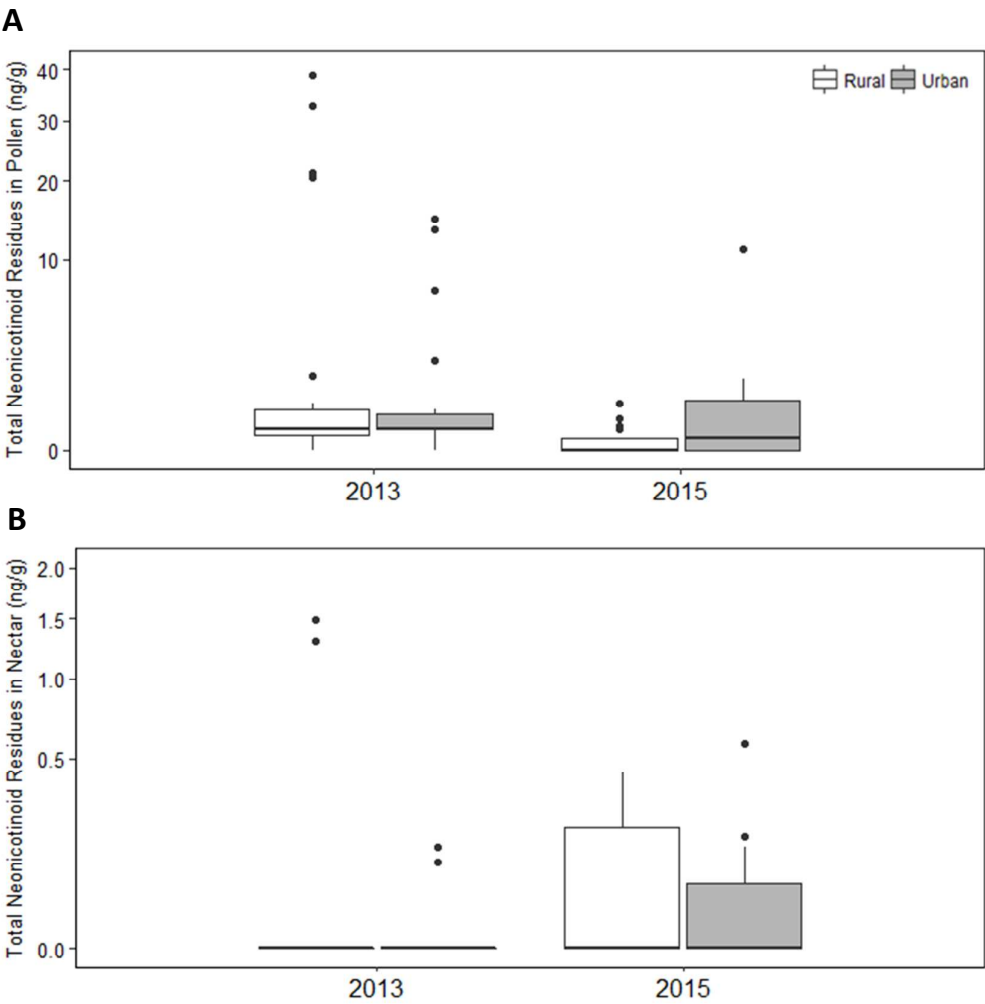 A
Total Neonicotinoid Residues in Pollen (ng/g)
40
30
20
10
0
Rural Urban
2013 2015
B
Total Neonicotinoid Residues in Nectar (ng/g)
2.0
1.5
1.0
0.5
0.0
2013 2015